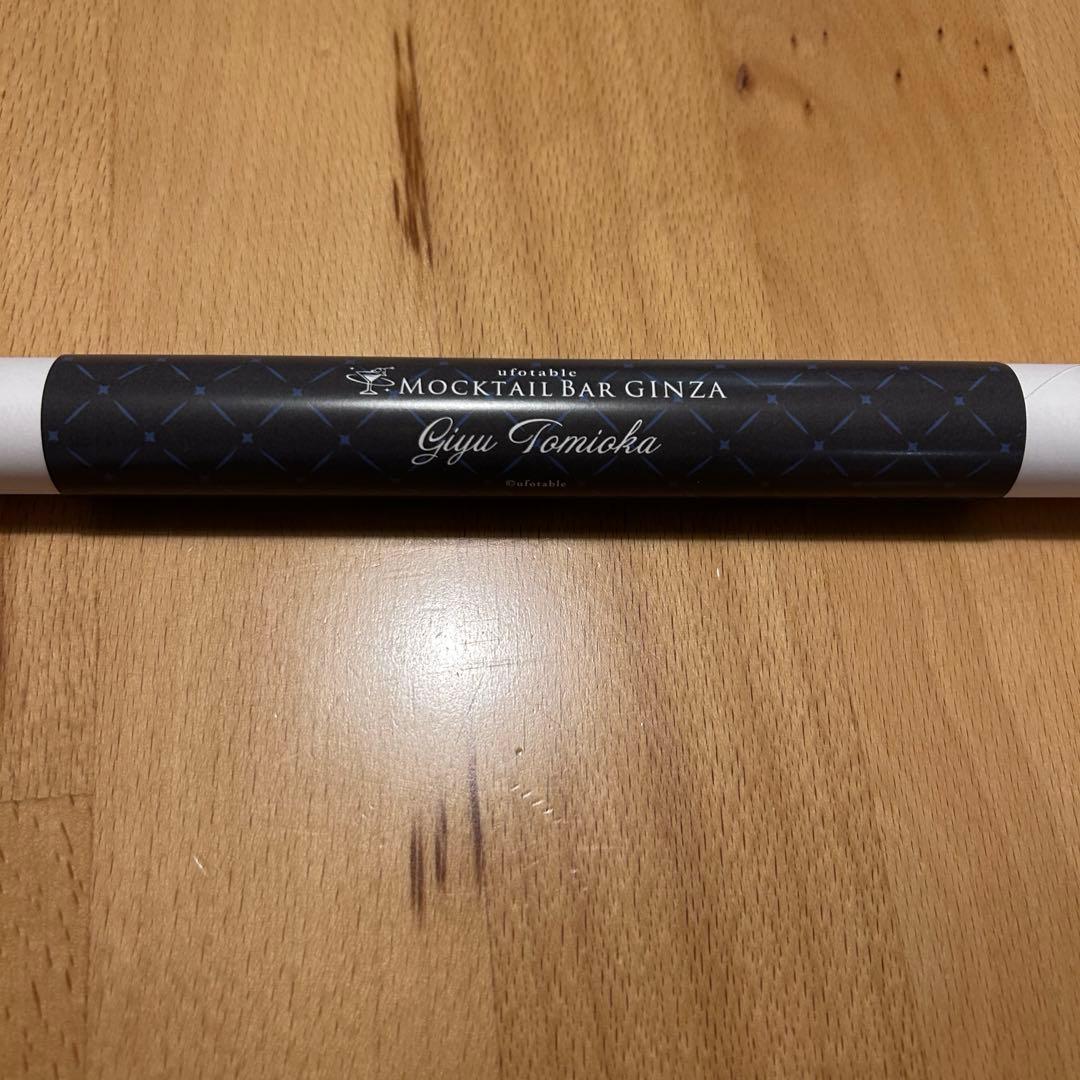 ufotable
MOCKTAIL BAR GINZA
Giyu Tomioka
©ufotable